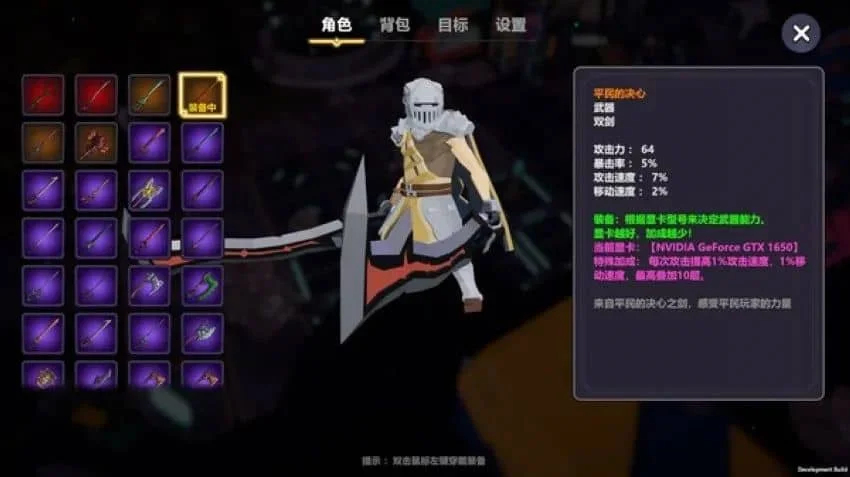 角色 背包 目标 设置
装备中
平民的决心
武器
双剑
攻击力： 64
暴击率： 5%
攻击速度： 7%
移动速度： 2%
装备：根据显卡型号来决定武器能力。
显卡越好，加成越少！
当前显卡：【NVIDIA GeForce GTX 1650】
特殊加成： 每次攻击提高1%攻击速度，1%移
动速度，最高叠加10层。
来自平民的决心之剑，感受平民玩家的力量
提示：双击鼠标左键穿戴装备
Development Build